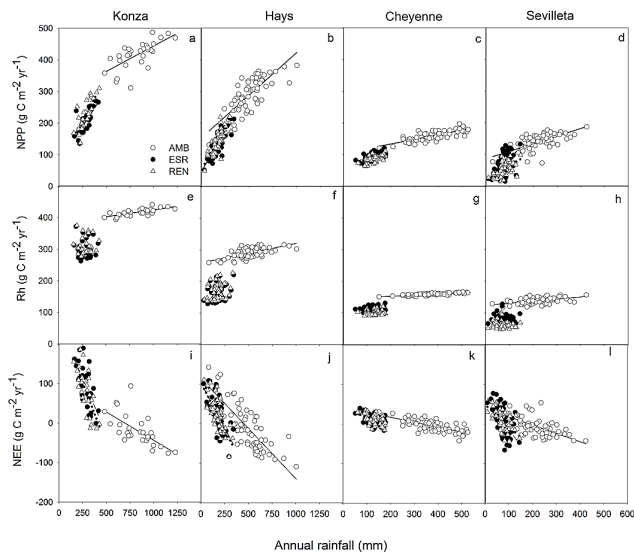 Konza Hays Cheyenne Sevilleta
NPP (g C m⁻² yr⁻¹)
500
400
300
200
100
0
a
b
c
d
AMB
ESR
REN
Rh (g C m⁻² yr⁻¹)
400
300
200
100
0
e
f
g
h
NEE (g C m⁻² yr⁻¹)
100
0
-100
-200
i
j
k
l
0 250 500 750 1000 1250 0 250 500 750 1000 1250 0 100 200 300 400 500 0 100 200 300 400 500 600
Annual rainfall (mm)